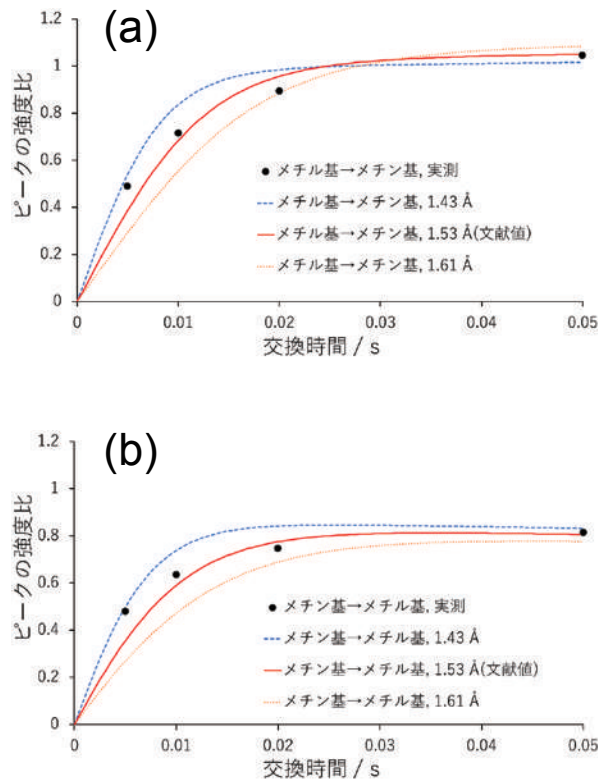 (a)
1.2
1
0.8
0.6
0.4
0.2
0
ピークの強度比
メチル基→メチン基, 実測
メチル基→メチン基, 1.43 Å
メチル基→メチン基, 1.53 Å(文献値)
メチル基→メチン基, 1.61 Å
0 0.01 0.02 0.03 0.04 0.05
交換時間 / s
(b)
1.2
1
0.8
0.6
0.4
0.2
0
ピークの強度比
メチン基→メチル基, 実測
メチン基→メチル基, 1.43 Å
メチン基→メチル基, 1.53 Å(文献値)
メチン基→メチル基, 1.61 Å
0 0.01 0.02 0.03 0.04 0.05
交換時間 / s